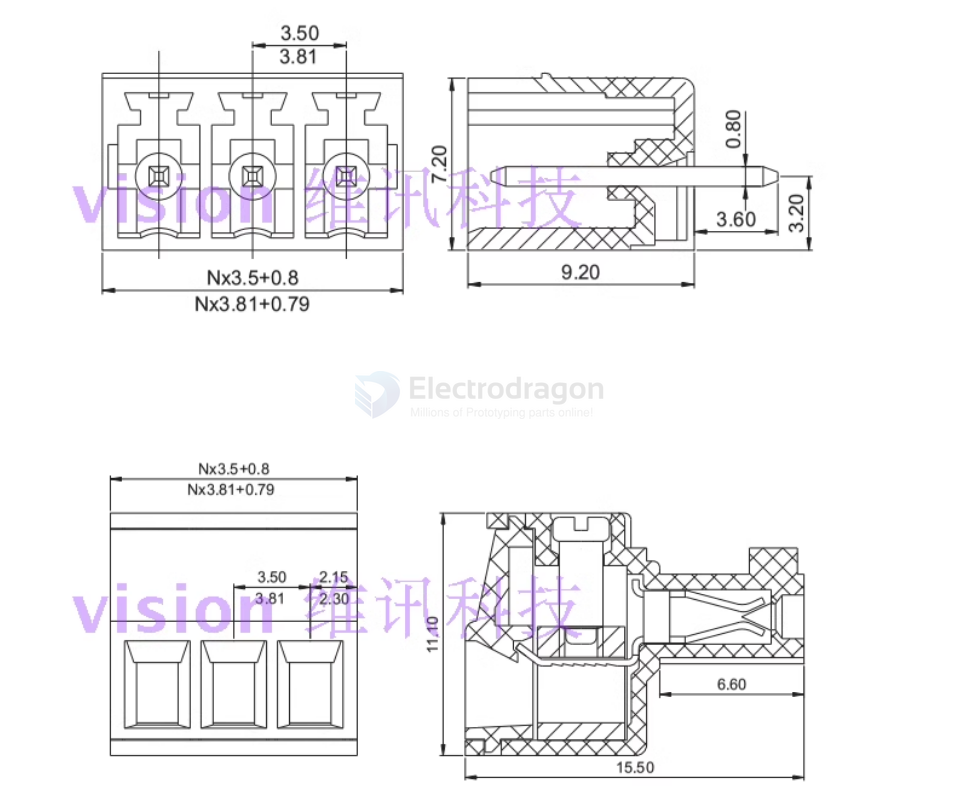 3.50
3.81
0.80
7.20
vision 维讯科技
3.60
3.20
Nx3.5+0.8
9.20
Nx3.81+0.79
Electrodragon
Millions of Prototyping parts online!
Nx3.5+0.8
Nx3.81+0.79
3.50 2.15
3.81 2.30
vision 维讯科技
11.10
6.60
15.50